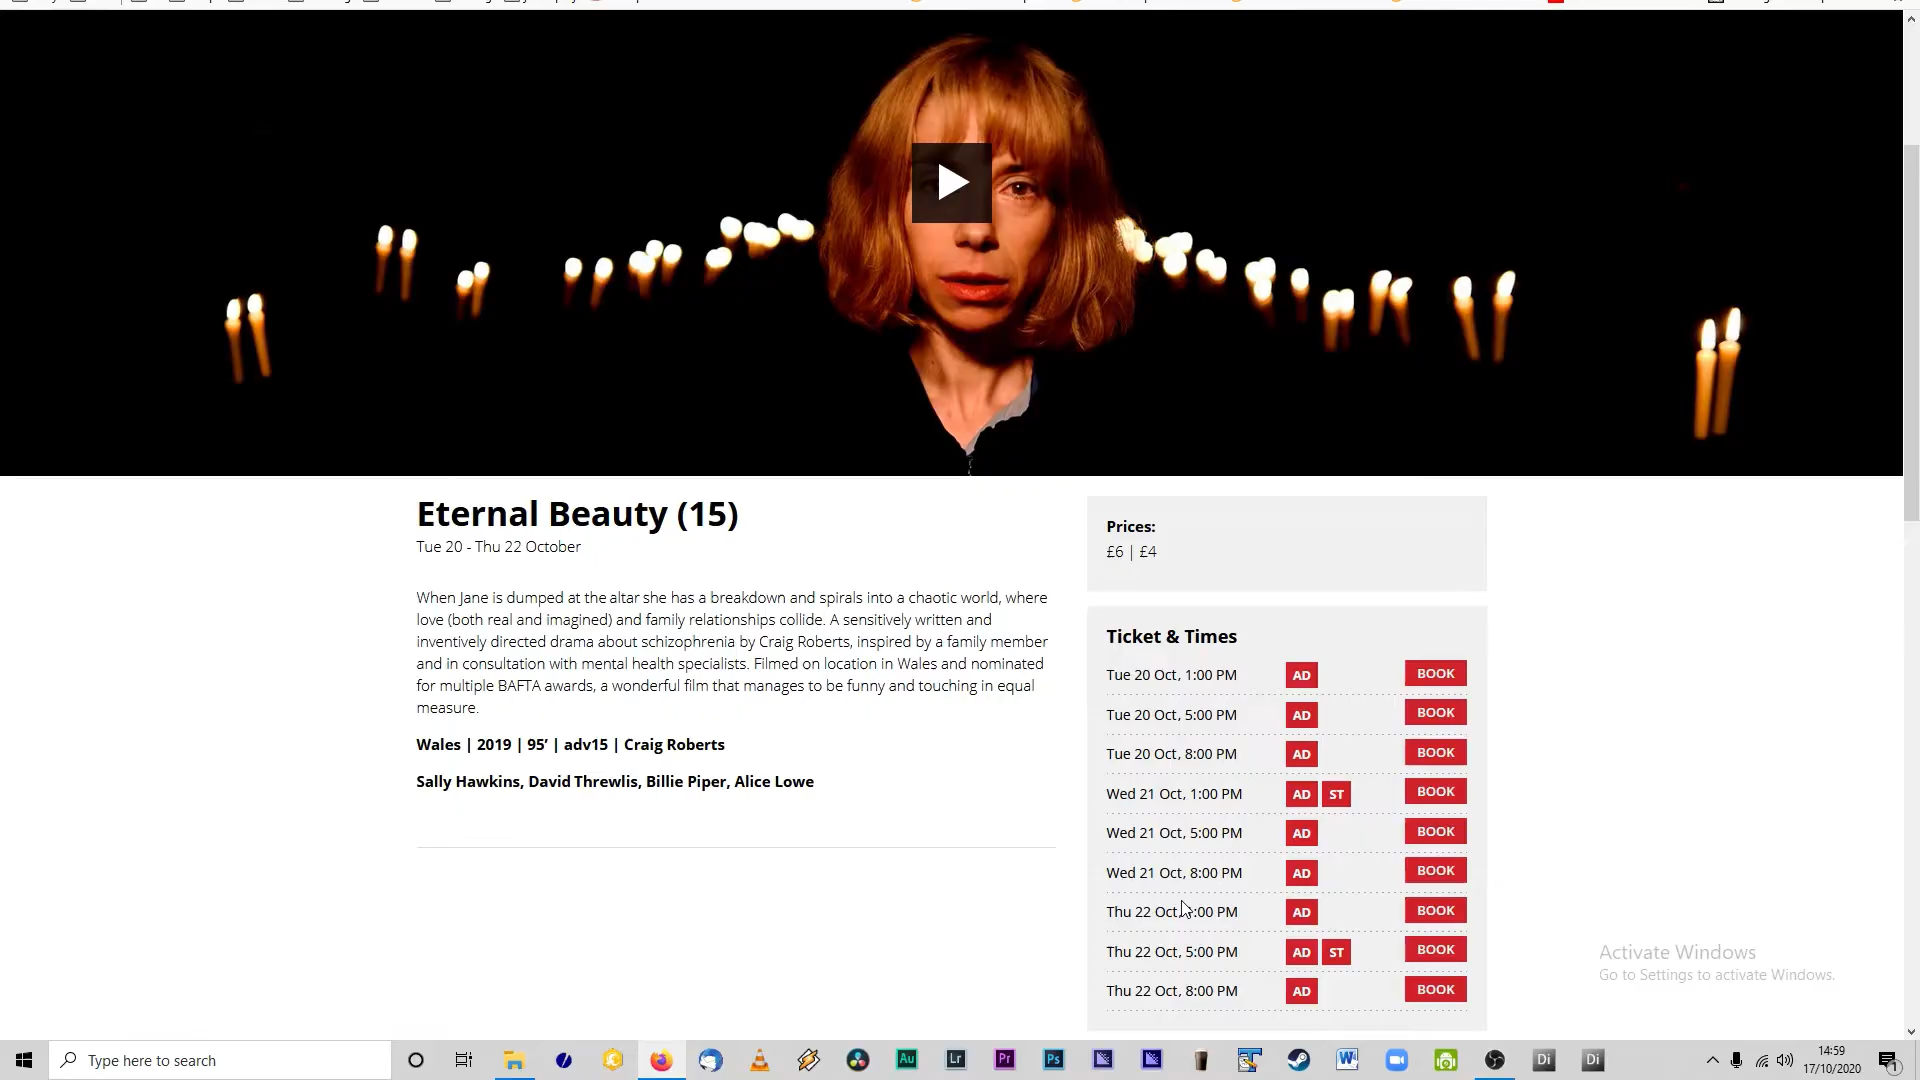 Eternal Beauty (15)
Tue 20 - Thu 22 October
When Jane is dumped at the altar she has a breakdown and spirals into a chaotic world, where
love (both real and imagined) and family relationships collide. A sensitively written and
inventively directed drama about schizophrenia by Craig Roberts, inspired by a family member
and in consultation with mental health specialists. Filmed on location in Wales and nominated
for multiple BAFTA awards, a wonderful film that manages to be funny and touching in equal
measure.
Wales | 2019 | 95' | adv15 | Craig Roberts
Sally Hawkins, David Threwlis, Billie Piper, Alice Lowe
Prices:
£6 | £4
Ticket & Times
Tue 20 Oct, 1:00 PM AD BOOK
Tue 20 Oct, 5:00 PM AD BOOK
Tue 20 Oct, 8:00 PM AD BOOK
Wed 21 Oct, 1:00 PM AD ST BOOK
Wed 21 Oct, 5:00 PM AD BOOK
Wed 21 Oct, 8:00 PM AD BOOK
Thu 22 Oct, :00 PM AD BOOK
Thu 22 Oct, 5:00 PM AD ST BOOK
Thu 22 Oct, 8:00 PM AD BOOK
Activate Windows
Go to Settings to activate Windows.
Type here to search
Au Lr Pr Ps W Di Di
14:59
17/10/2020
1